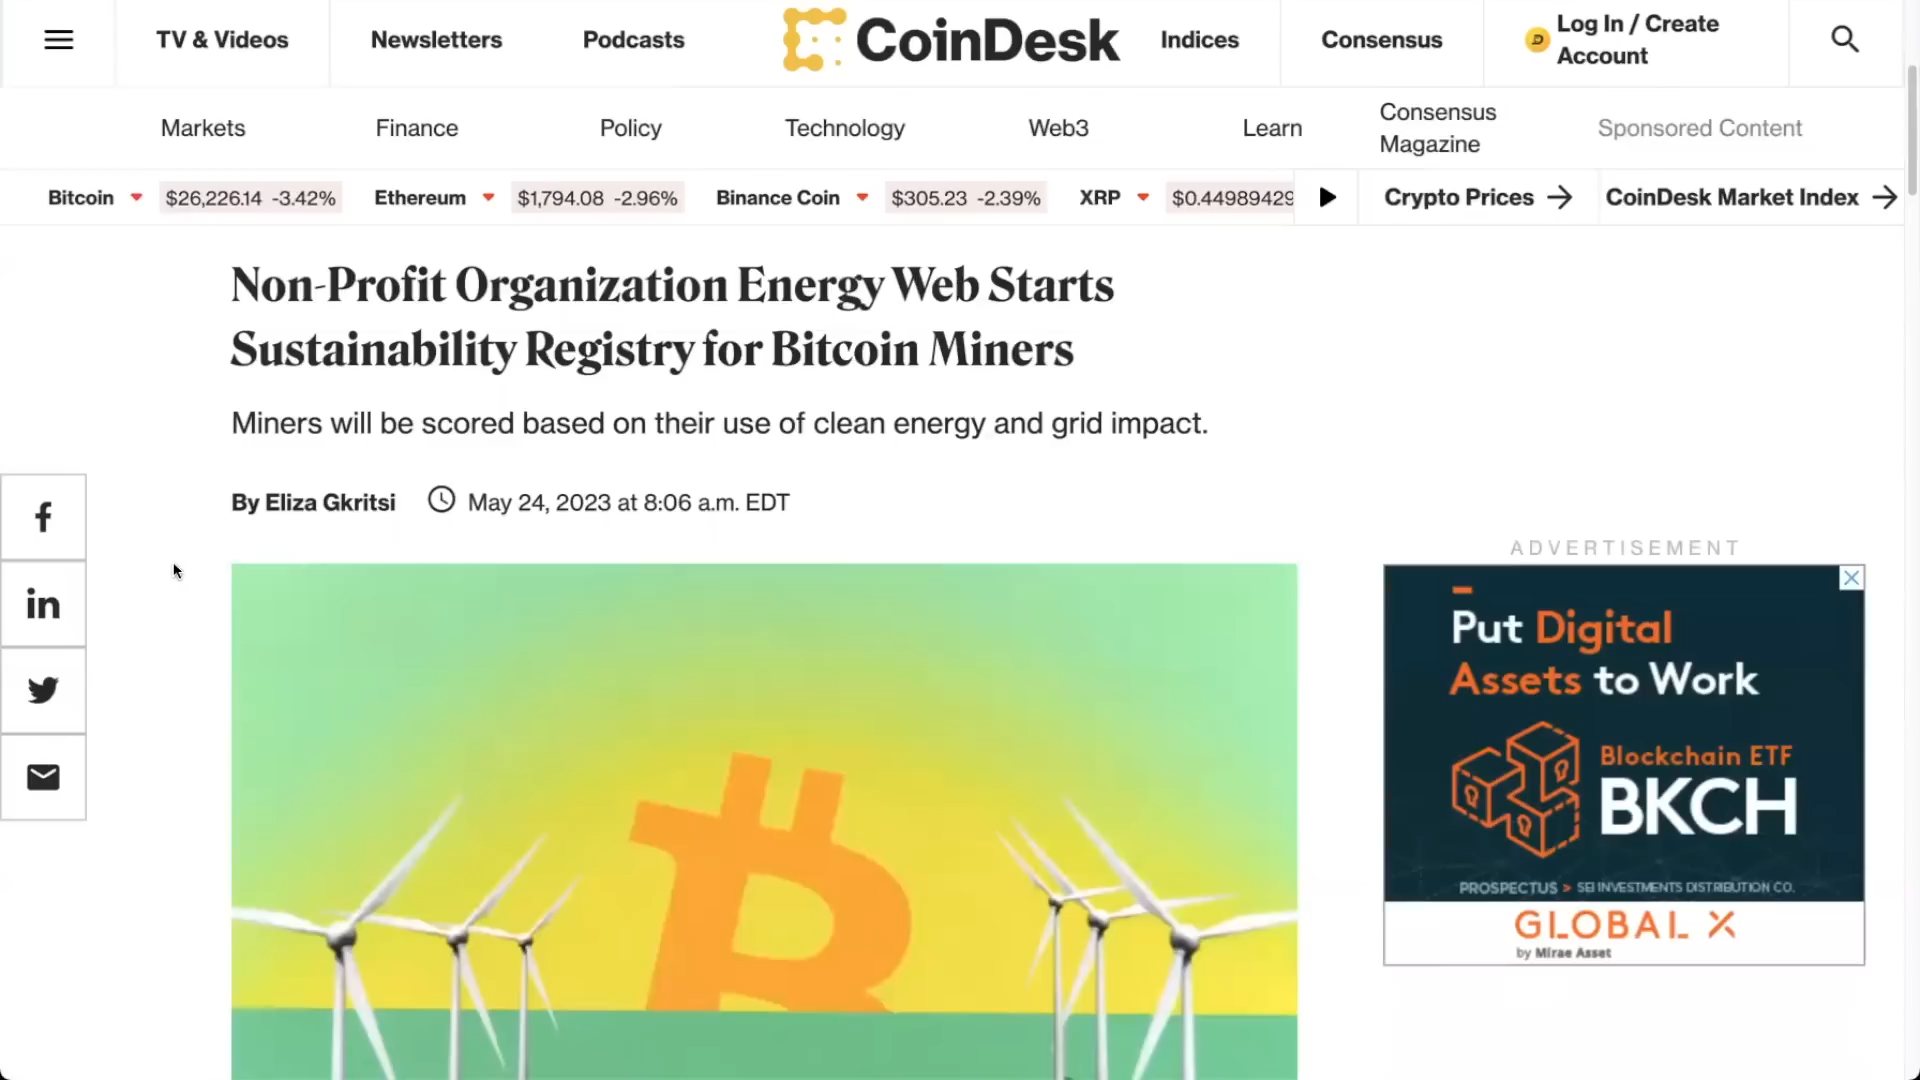 TV & Videos
Newsletters
Podcasts
CoinDesk
Indices
Consensus
Log In / Create
Account
Markets
Finance
Policy
Technology
Web3
Learn
Consensus
Magazine
Sponsored Content
Bitcoin $26,226.14 -3.42%
Ethereum $1,794.08 -2.96%
Binance Coin $305.23 -2.39%
XRP $0.44989429
Crypto Prices →
CoinDesk Market Index →
Non-Profit Organization Energy Web Starts
Sustainability Registry for Bitcoin Miners
Miners will be scored based on their use of clean energy and grid impact.
By Eliza Gkritsi
May 24, 2023 at 8:06 a.m. EDT
ADVERTISEMENT
Put Digital
Assets to Work
Blockchain ETF
BKCH
PROSPECTUS > SEI INVESTMENTS DISTRIBUTION CO.
GLOBAL X
by Mirae Asset